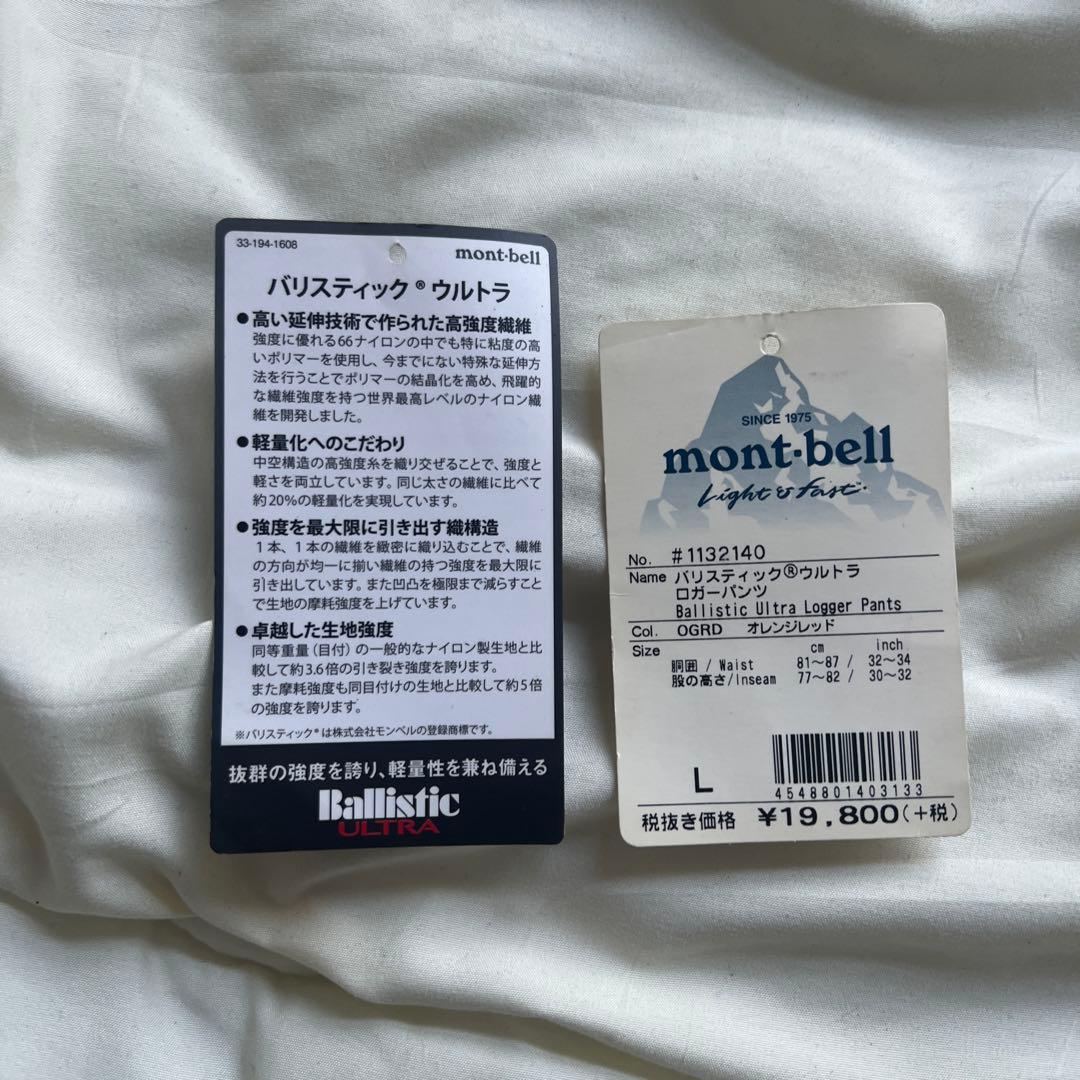 33-194-1608
mont-bell
バリスティック®ウルトラ
●高い延伸技術で作られた高強度繊維
強度に優れる66ナイロンの中でも特に粘度の高
いポリマーを使用し、今までにない特殊な延伸方
法を行うことでポリマーの結晶化を高め、飛躍的
な繊維強度を持つ世界最高レベルのナイロン繊
維を開発しました。
●軽量化へのこだわり
中空構造の高強度糸を織り交ぜることで、強度と
軽さを両立しています。同じ太さの繊維に比べて
約20%の軽量化を実現しています。
●強度を最大限に引き出す織構造
1本、1本の繊維を緻密に織り込むことで、繊維
の方向が均一に揃い繊維の持つ強度を最大限に
引き出しています。また凹凸を極限まで減らすこと
で生地の摩耗強度を上げています。
●卓越した生地強度
同等重量（目付）の一般的なナイロン製生地と比
較して約3.6倍の引き裂き強度を誇ります。
また摩耗強度も同目付けの生地と比較して約5倍
の強度を誇ります。
※バリスティック®は株式会社モンベルの登録商標です。
抜群の強度を誇り、軽量性を兼ね備える
Ballistic
ULTRA
SINCE 1975
mont-bell
Light & Fast
No. #1132140
Name バリスティック®ウルトラ
ロガーパンツ
Ballistic Ultra Logger Pants
Col. OGRD オレンジレッド
Size cm inch
胴囲 / Waist 81〜87 / 32〜34
股の高さ/Inseam 77〜82 / 30〜32
L
4548801403133
税抜き価格 ¥19,800(+税)